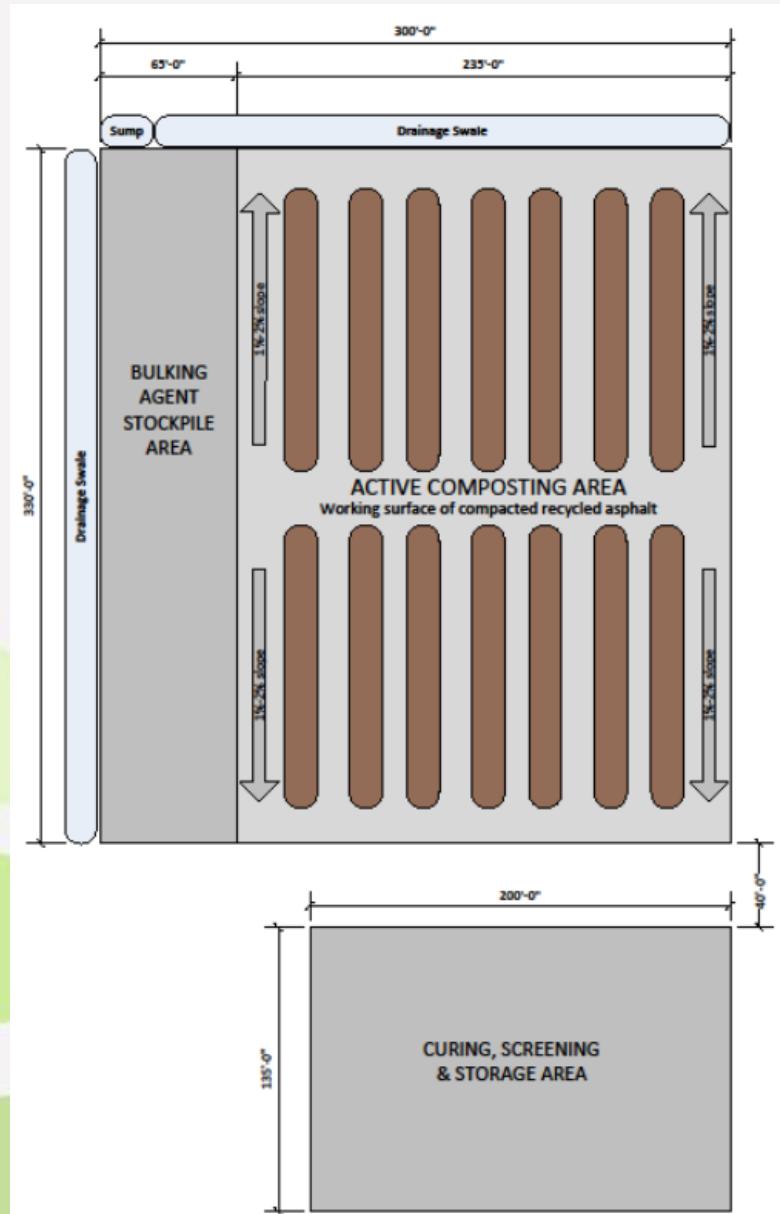 300'-0"
65'-0"
235'-0"
Sump
Drainage Swale
330'-0"
Drainage Swale
BULKING
AGENT
STOCKPILE
AREA
1%-2% slope
1%-2% slope
ACTIVE COMPOSTING AREA
Working surface of compacted recycled asphalt
1%-2% slope
1%-2% slope
40'-0"
200'-0"
135'-0"
CURING, SCREENING
& STORAGE AREA